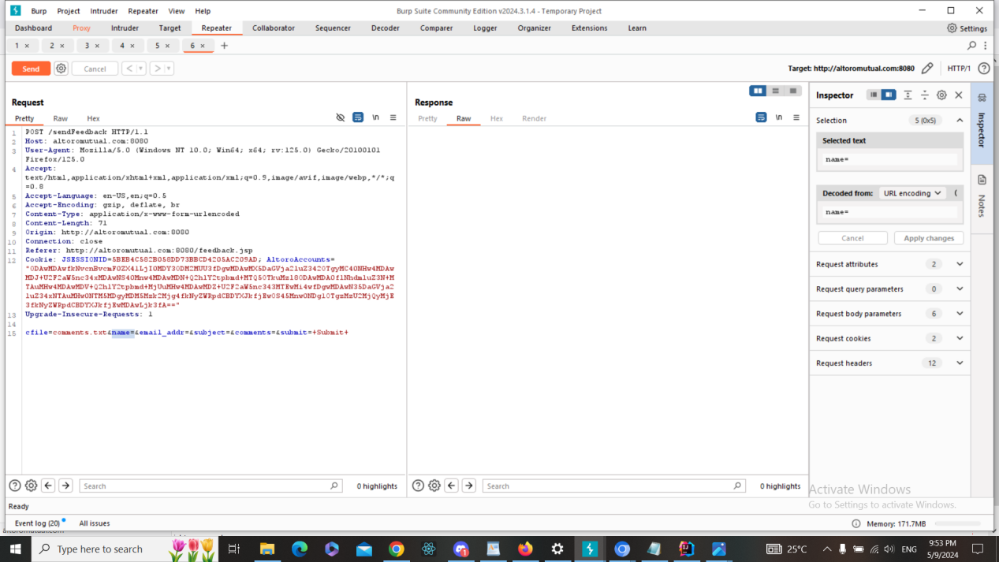 Burp Project Intruder Repeater View Help Burp Suite Community Edition v2024.3.1.4 - Temporary Project
Dashboard Proxy Intruder Target Repeater Collaborator Sequencer Decoder Comparer Logger Organizer Extensions Learn Settings
1 × 2 × 3 × 4 × 5 × 6 × +
Send Cancel < > Target: http://altoromutual.com:8080 HTTP/1
Request
Pretty Raw Hex \n
1 POST /sendFeedback HTTP/1.1
2 Host: altoromutual.com:8080
3 User-Agent: Mozilla/5.0 (Windows NT 10.0; Win64; x64; rv:125.0) Gecko/20100101
Firefox/125.0
4 Accept:
text/html,application/xhtml+xml,application/xml;q=0.9,image/avif,image/webp,*/*;q
=0.8
5 Accept-Language: en-US,en;q=0.5
6 Accept-Encoding: gzip, deflate, br
7 Content-Type: application/x-www-form-urlencoded
8 Content-Length: 71
9 Origin: http://altoromutual.com:8080
10 Connection: close
11 Referer: http://altoromutual.com:8080/feedback.jsp
12 Cookie: JSESSIONID=5BEB4C582B058DD73BBCD4205AC209AD; AltoroAccounts=
13 Upgrade-Insecure-Requests: 1
14
15 cfile=comments.txt&name=&email_addr=&subject=&comments=&submit=+Submit+
Search 0 highlights
Response
Pretty Raw Hex Render \n
Search 0 highlights
Inspector
Selection 5 (0x5)
Selected text
name=
Decoded from: URL encoding (
name=
Cancel Apply changes
Request attributes 2
Request query parameters 0
Request body parameters 6
Request cookies 2
Request headers 12
Inspector
Notes
Activate Windows
Go to Settings to activate Windows.
Ready
Event log (20) All issues Memory: 171.7MB
altoromutual.com
Type here to search 25°C ENG 9:53 PM
5/9/2024